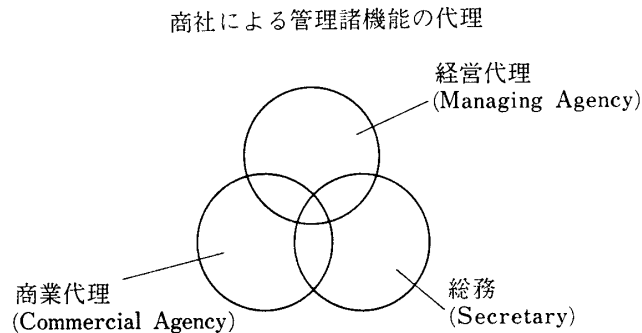 商社による管理諸機能の代理
経営代理
(Managing Agency)
商業代理
(Commercial Agency)
総務
(Secretary)